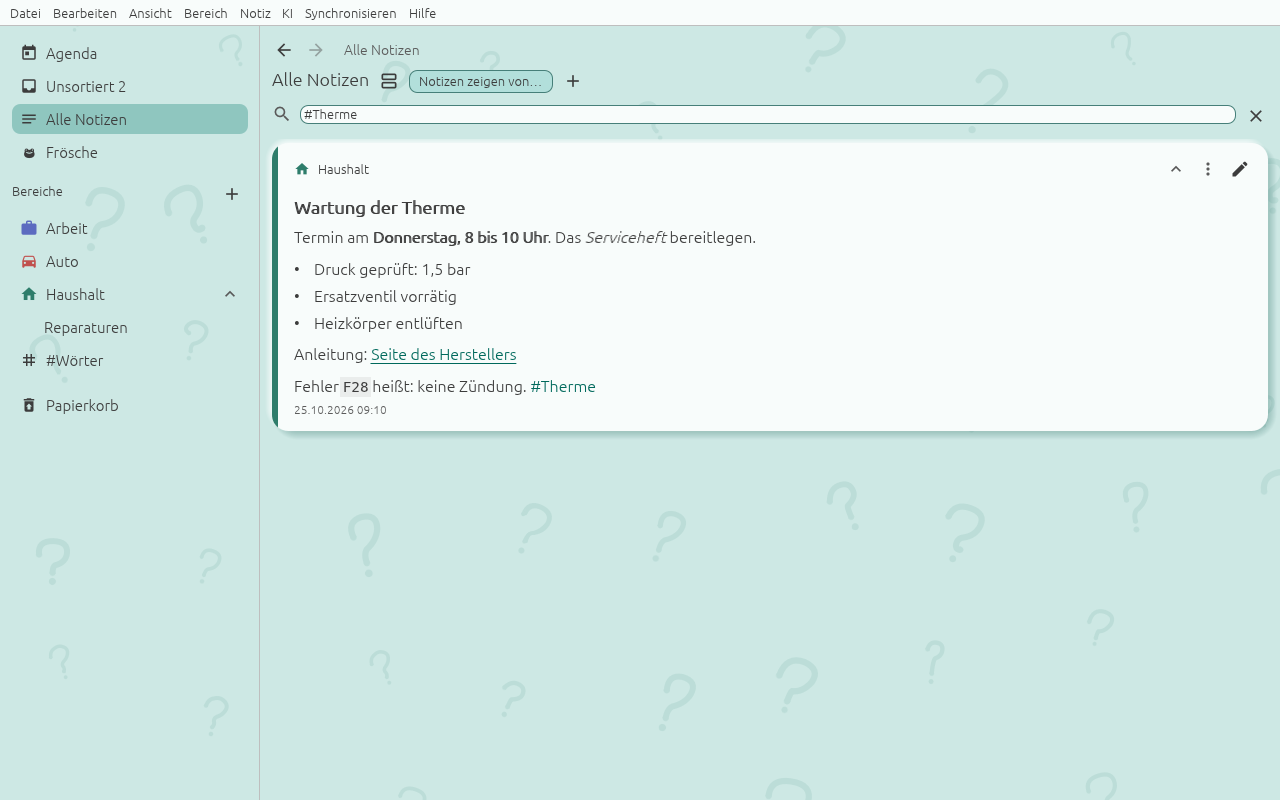 Datei Bearbeiten Ansicht Bereich Notiz KI Synchronisieren Hilfe
Agenda
Unsortiert 2
Alle Notizen
Frösche
Bereiche
Arbeit
Auto
Haushalt
Reparaturen
#Wörter
Papierkorb
Alle Notizen
Alle Notizen Notizen zeigen von…
#Therme
Haushalt
Wartung der Therme
Termin am Donnerstag, 8 bis 10 Uhr. Das Serviceheft bereitlegen.
• Druck geprüft: 1,5 bar
• Ersatzventil vorrätig
• Heizkörper entlüften
Anleitung: Seite des Herstellers
Fehler F28 heißt: keine Zündung. #Therme
25.10.2026 09:10